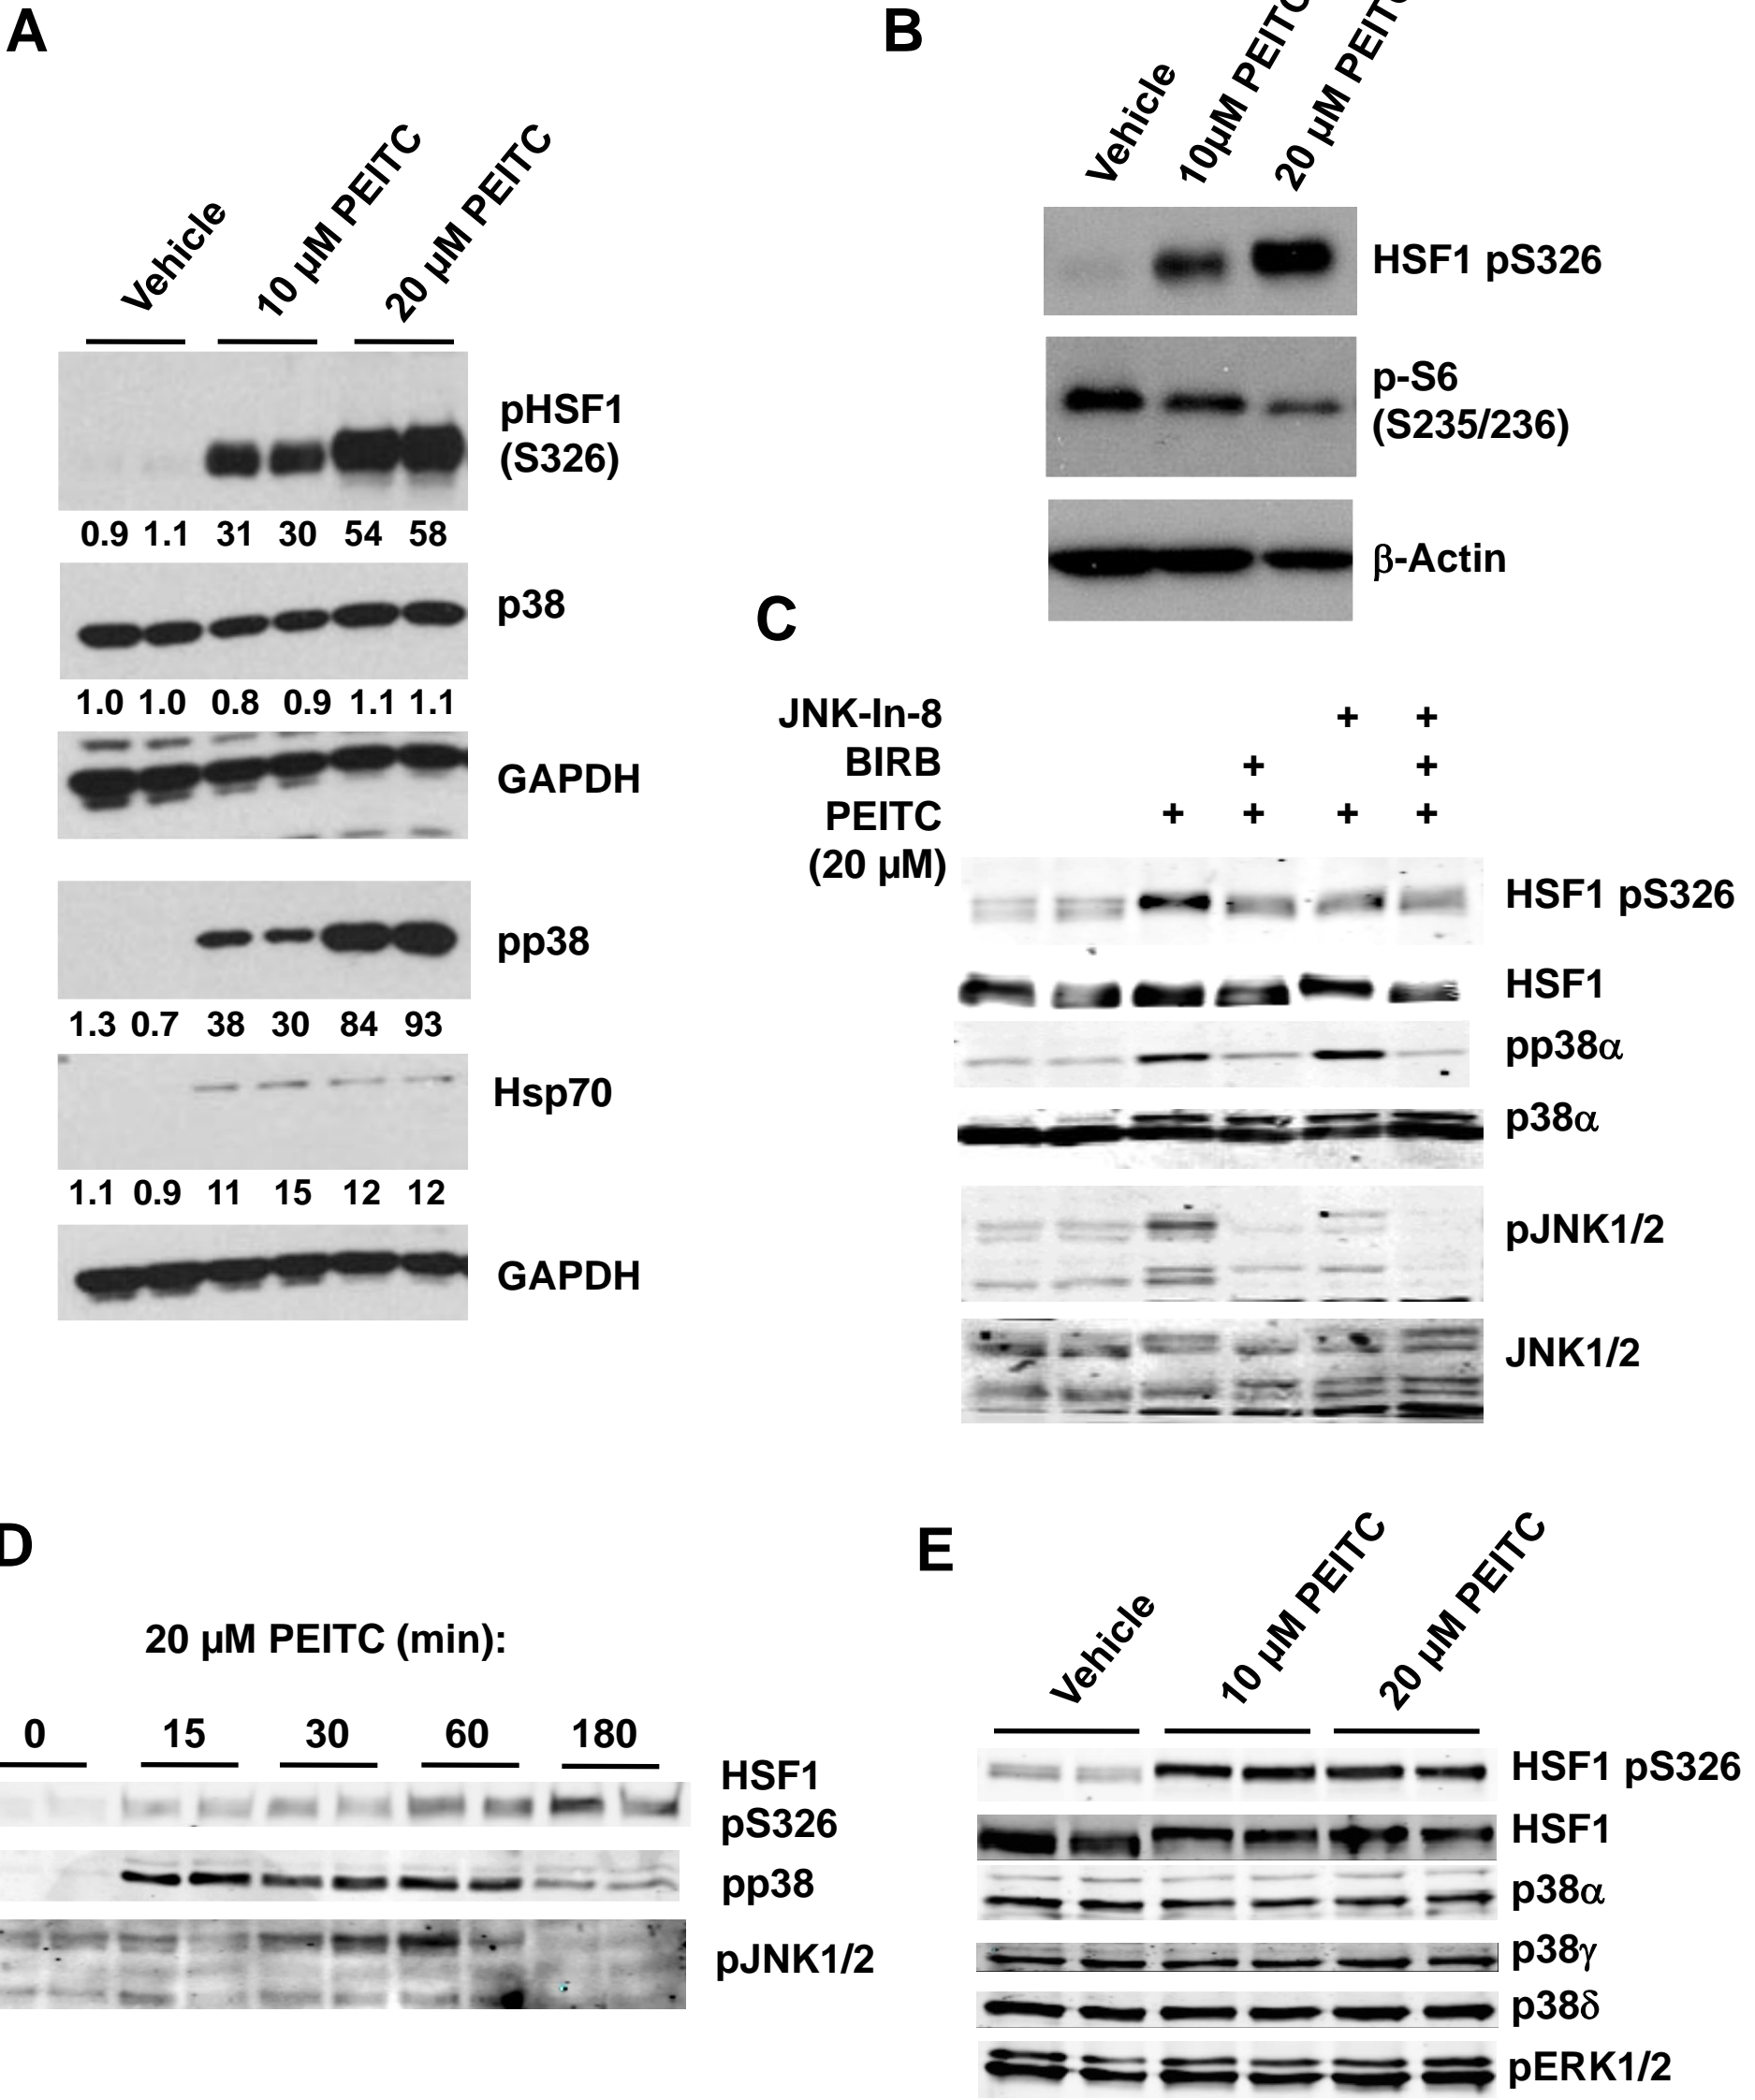 A
Vehicle
10 µM PEITC
20 µM PEITC
pHSF1
(S326)
0.9 1.1 31 30 54 58
p38
1.0 1.0 0.8 0.9 1.1 1.1
GAPDH
pp38
1.3 0.7 38 30 84 93
Hsp70
1.1 0.9 11 15 12 12
GAPDH
B
Vehicle
10µM PEITC
20 µM PEITC
HSF1 pS326
p-S6
(S235/236)
β-Actin
C
JNK-In-8 + +
BIRB + +
PEITC + + + +
(20 µM)
HSF1 pS326
HSF1
pp38α
p38α
pJNK1/2
JNK1/2
D
20 µM PEITC (min):
0 15 30 60 180
HSF1
pS326
pp38
pJNK1/2
E
Vehicle
10 µM PEITC
20 µM PEITC
HSF1 pS326
HSF1
p38α
p38γ
p38δ
pERK1/2